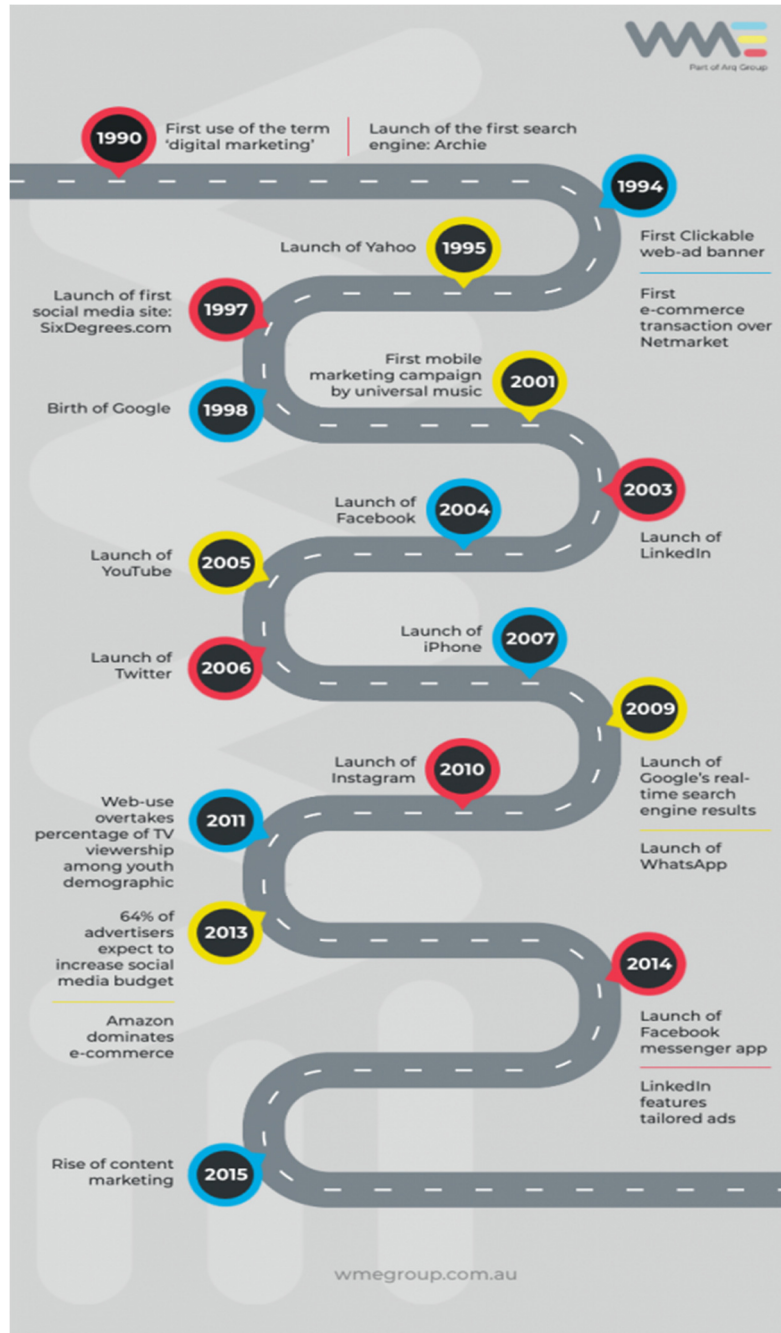 WME
Part of Arq Group
1990
First use of the term
‘digital marketing’
Launch of the first search
engine: Archie
1994
First Clickable
web-ad banner
First
e-commerce
transaction over
Netmarket
Launch of Yahoo
1995
Launch of first
social media site:
SixDegrees.com
1997
Birth of Google
1998
First mobile
marketing campaign
by universal music
2001
2003
Launch of
LinkedIn
Launch of
Facebook
2004
Launch of
YouTube
2005
Launch of
Twitter
2006
Launch of
iPhone
2007
2009
Launch of
Google’s real-
time search
engine results
Launch of
WhatsApp
Launch of
Instagram
2010
Web-use
overtakes
percentage of TV
viewership
among youth
demographic
2011
64% of
advertisers
expect to
increase social
media budget
Amazon
dominates
e-commerce
2013
2014
Launch of
Facebook
messenger app
LinkedIn
features
tailored ads
Rise of content
marketing
2015
wmegroup.com.au